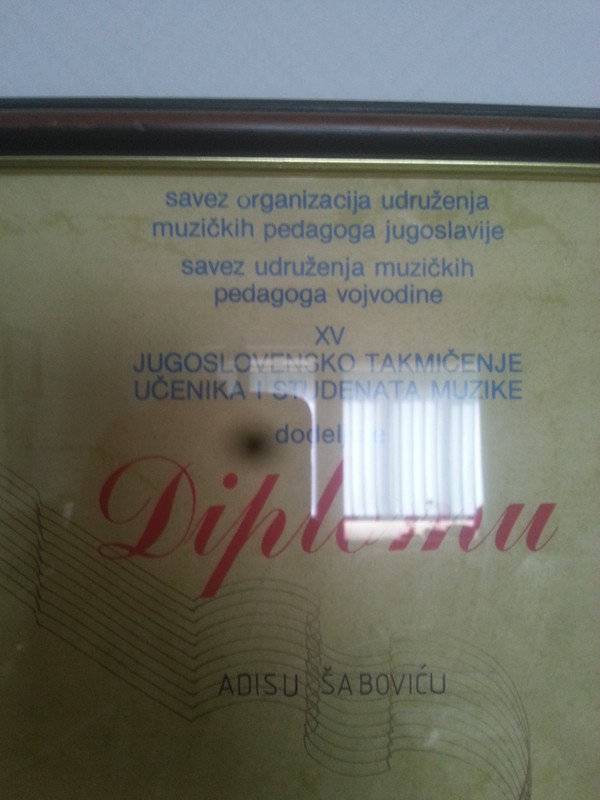 savez organizacija udruženja
muzičkih pedagoga jugoslavije
savez udruženja muzičkih
pedagoga vojvodine
XV
JUGOSLOVENSKO TAKMIČENJE
UČENIKA I STUDENATA MUZIKE
Diplomu
ADISU ŠABOVIĆU